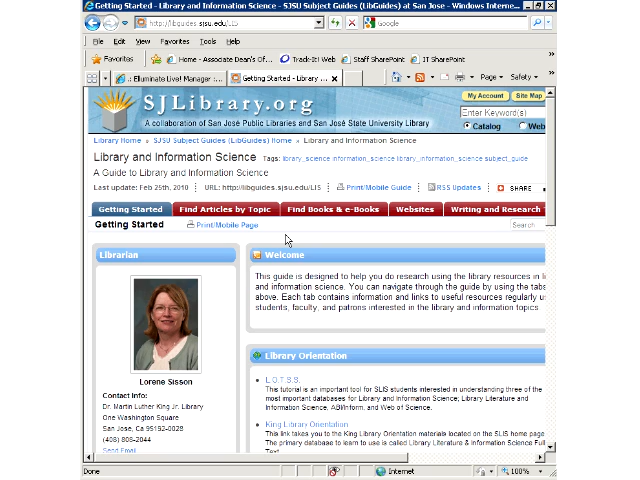 Getting Started - Library and Information Science - SJSU Subject Guides (LibGuides) at San Jose - Windows Interne...
http://libguides.sjsu.edu/LIS
Google
File Edit View Favorites Tools Help
Favorites Home - Associate Dean's Of... Track-It! Web Staff SharePoint IT SharePoint
.: Elluminate Live! Manager :... Getting Started - Library ... Page Safety
SJLibrary.org
A collaboration of San José Public Libraries and San José State University Library
My Account Site Map
Enter Keyword(s)
Catalog Web
Library Home » SJSU Subject Guides (LibGuides) Home » Library and Information Science
Library and Information Science Tags: library_science information_science library_information_science subject_guide
A Guide to Library and Information Science
Last update: Feb 25th, 2010 URL: http://libguides.sjsu.edu/LIS Print/Mobile Guide RSS Updates SHARE
Getting Started Find Articles by Topic Find Books & e-Books Websites Writing and Research T
Getting Started Print/Mobile Page Search
Librarian
Lorene Sisson
Contact Info:
Dr. Martin Luther King Jr. Library
One Washington Square
San Jose, Ca 95192-0028
(408) 808-2044
Send Email
Welcome
This guide is designed to help you do research using the library resources in li
and information science. You can navigate through the guide by using the tabs
above. Each tab contains information and links to useful resources regularly us
students, faculty, and patrons interested in the library and information topics.
Library Orientation
L.O.T.S.S.
This tutorial is an important tool for SLIS students interested in understanding three of the
most important databases for Library and Information Science; Library Literature and
Information Science, ABI/Inform, and Web of Science.
King Library Orientation
This link takes you to the King Library Orientation materials located on the SLIS home page
The primary database to learn to use is called Library Literature & Information Science Full
Text
Done Internet 100%